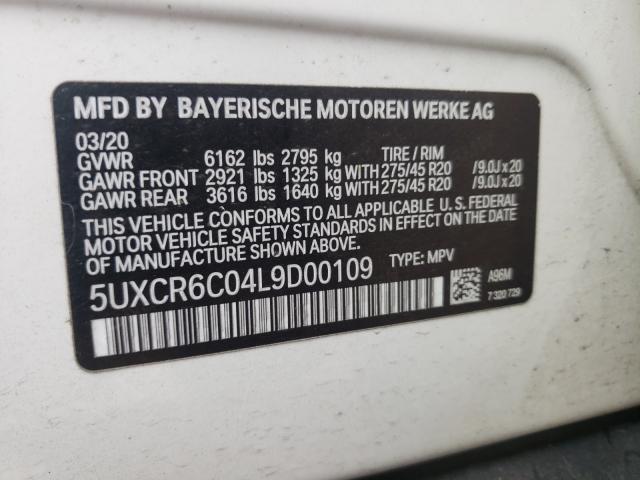 MFD BY BAYERISCHE MOTOREN WERKE AG
03/20
GVWR 6162 lbs 2795 kg TIRE / RIM
GAWR FRONT 2921 lbs 1325 kg WITH 275/45 R20 /9.0J x 20
GAWR REAR 3616 lbs 1640 kg WITH 275/45 R20 /9.0J x 20
THIS VEHICLE CONFORMS TO ALL APPLICABLE U. S. FEDERAL
MOTOR VEHICLE SAFETY STANDARDS IN EFFECT ON THE DATE
OF MANUFACTURE SHOWN ABOVE.
5UXCR6C04L9D00109 TYPE: MPV
A96M
7 320 729